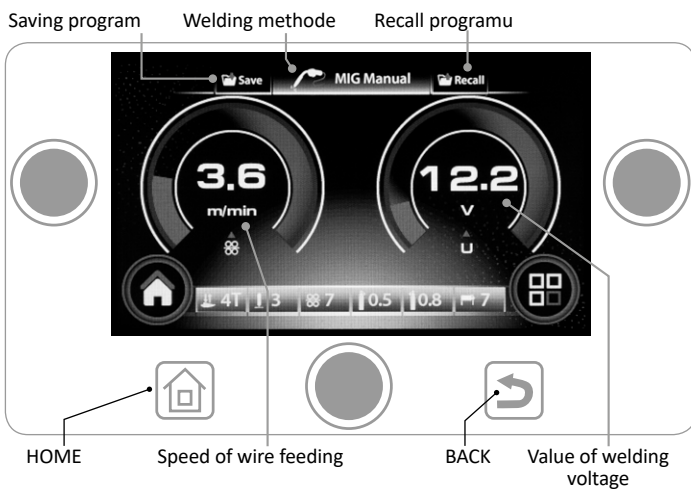 Saving program
Welding methode
Recall programu
Save
MIG Manual
Recall
3.6
m/min
12.2
V
U
4T
3
7
0.5
0.8
7
HOME
Speed of wire feeding
BACK
Value of welding
voltage